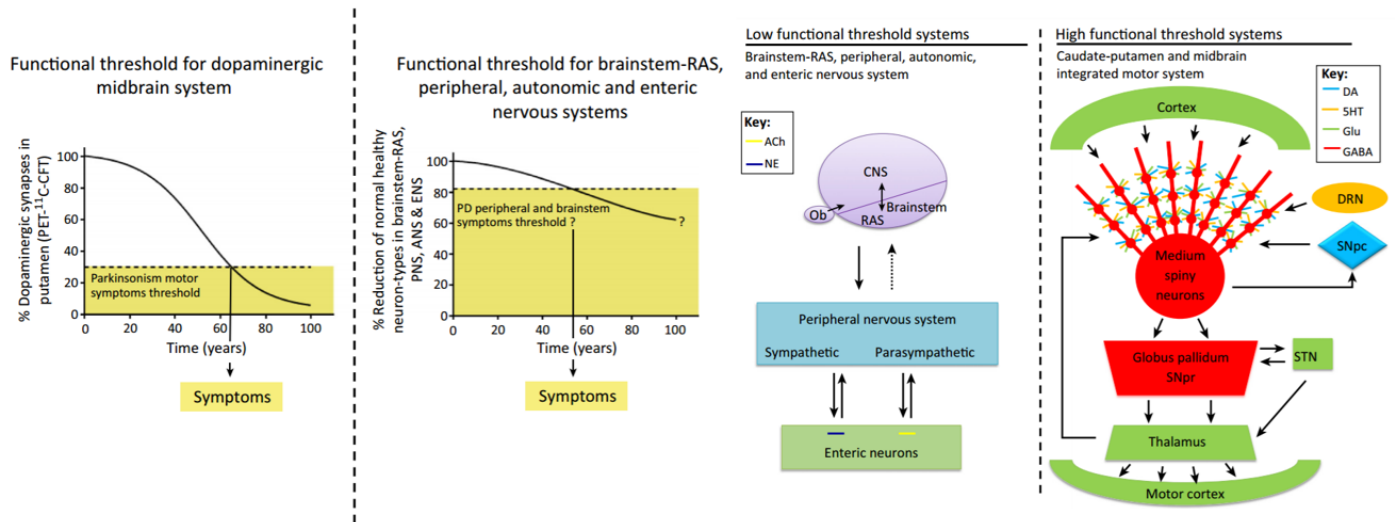 Functional threshold for dopaminergic
midbrain system
% Dopaminergic synapses in
putamen (PET-¹¹C-CFT)
100
80
60
40
20
0
Parkinsonism motor
symptoms threshold
0 20 40 60 80 100
Time (years)
Symptoms
Functional threshold for brainstem-RAS,
peripheral, autonomic and enteric
nervous systems
% Reduction of normal healthy
neuron-types in brainstem-RAS,
PNS, ANS & ENS
100
80
60
40
20
0
PD peripheral and brainstem
symptoms threshold ?
?
0 20 40 60 80 100
Time (years)
Symptoms
Low functional threshold systems
Brainstem-RAS, peripheral, autonomic,
and enteric nervous system
Key:
ACh
NE
CNS
Ob
Brainstem
RAS
Peripheral nervous system
Sympathetic Parasympathetic
Enteric neurons
High functional threshold systems
Caudate-putamen and midbrain
integrated motor system
Key:
DA
5HT
Glu
GABA
Cortex
DRN
SNpc
Medium
spiny
neurons
Globus pallidum
SNpr
STN
Thalamus
Motor cortex